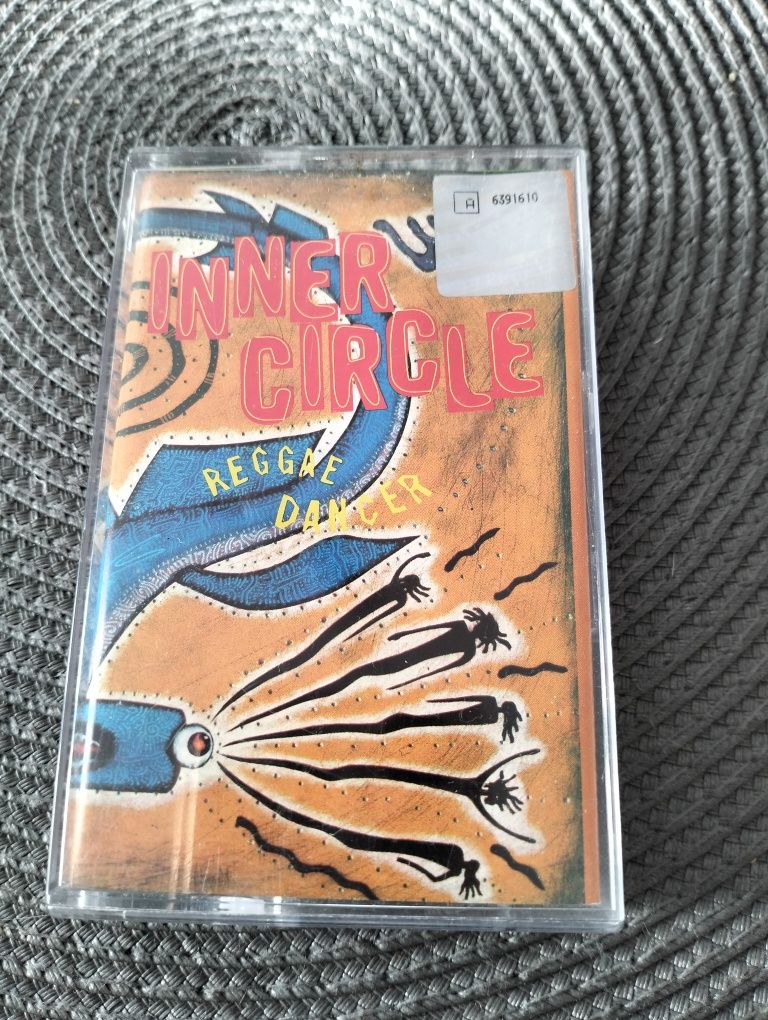 A 6391610
INNER
CIRCLE
REGGAE
DANCER